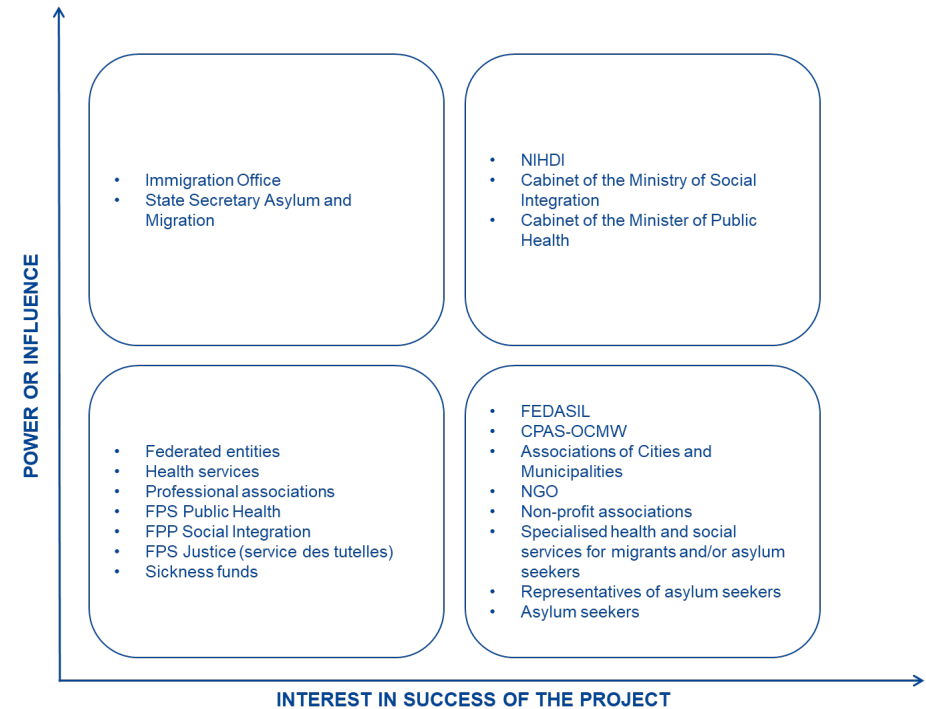 POWER OR INFLUENCE
• Immigration Office
• State Secretary Asylum and
Migration
• NIHDI
• Cabinet of the Ministry of Social
Integration
• Cabinet of the Minister of Public
Health
• Federated entities
• Health services
• Professional associations
• FPS Public Health
• FPP Social Integration
• FPS Justice (service des tutelles)
• Sickness funds
• FEDASIL
• CPAS-OCMW
• Associations of Cities and
Municipalities
• NGO
• Non-profit associations
• Specialised health and social
services for migrants and/or asylum
seekers
• Representatives of asylum seekers
• Asylum seekers
INTEREST IN SUCCESS OF THE PROJECT